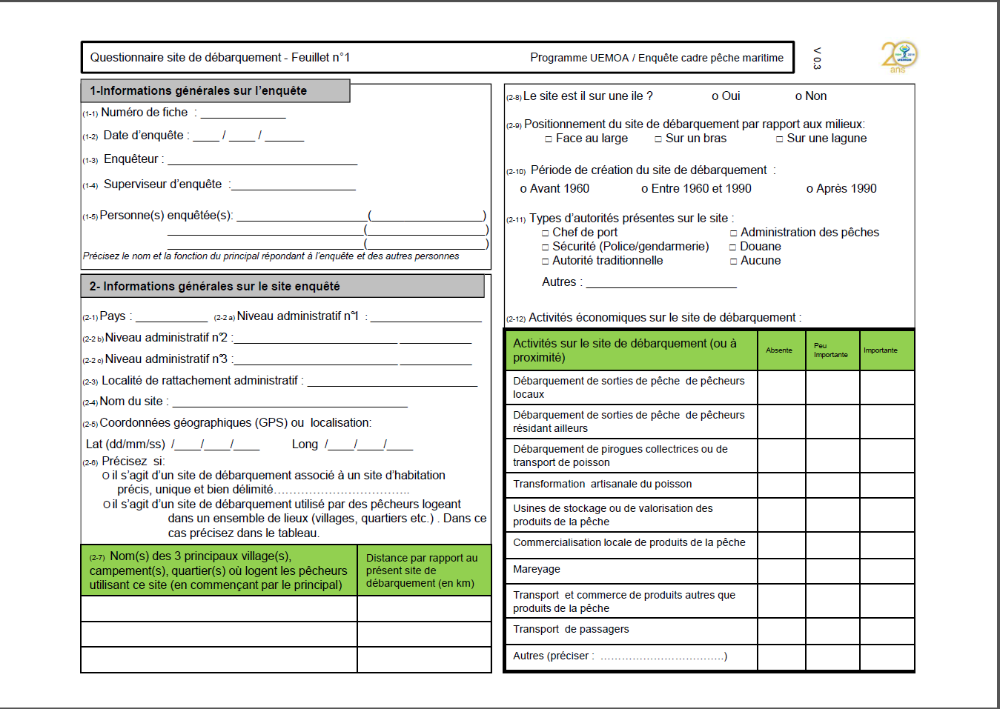 Questionnaire site de débarquement - Feuillet n°1 Programme UEMOA / Enquête cadre pêche maritime
V 0.3
20 UEMOA
ans
1-Informations générales sur l'enquête
(1-1) Numéro de fiche : _____________
(1-2) Date d'enquête : ____ / ____ / ______
(1-3) Enquêteur : _____________________________
(1-4) Superviseur d'enquête :___________________
(1-5) Personne(s) enquêtée(s): ____________________(_________________)
______________________________(__________________)
______________________________(__________________)
Précisez le nom et la fonction du principal répondant à l'enquête et des autres personnes
2- Informations générales sur le site enquêté
(2-1) Pays : ___________ (2-2 a) Niveau administratif n°1 : _________________
(2-2 b) Niveau administratif n°2 :_________________________ ___________
(2-2 c) Niveau administratif n°3 :_________________________ ___________
(2-3) Localité de rattachement administratif : __________________________
(2-4) Nom du site : ____________________________________
(2-5) Coordonnées géographiques (GPS) ou localisation:
Lat (dd/mm/ss) /____/____/____ Long /____/____/____
(2-6) Précisez si:
O il s'agit d'un site de débarquement associé à un site d'habitation
précis, unique et bien délimité……………………………..
O il s'agit d'un site de débarquement utilisé par des pêcheurs logeant
dans un ensemble de lieux (villages, quartiers etc.) . Dans ce
cas précisez dans le tableau.
(2-7) Nom(s) des 3 principaux village(s),
campement(s), quartier(s) où logent les pêcheurs
utilisant ce site (en commençant par le principal)
Distance par rapport au
présent site de
débarquement (en km)
(2-8) Le site est il sur une ile ? o Oui o Non
(2-9) Positionnement du site de débarquement par rapport aux milieux:
□ Face au large □ Sur un bras □ Sur une lagune
(2-10) Période de création du site de débarquement :
o Avant 1960 o Entre 1960 et 1990 o Après 1990
(2-11) Types d'autorités présentes sur le site :
□ Chef de port □ Administration des pêches
□ Sécurité (Police/gendarmerie) □ Douane
□ Autorité traditionnelle □ Aucune
Autres : _______________________
(2-12) Activités économiques sur le site de débarquement :
Activités sur le site de débarquement (ou à
proximité)
Absente
Peu
Importante
Importante
Débarquement de sorties de pêche de pêcheurs
locaux
Débarquement de sorties de pêche de pêcheurs
résidant ailleurs
Débarquement de pirogues collectrices ou de
transport de poisson
Transformation artisanale du poisson
Usines de stockage ou de valorisation des
produits de la pêche
Commercialisation locale de produits de la pêche
Mareyage
Transport et commerce de produits autres que
produits de la pêche
Transport de passagers
Autres (préciser : ……………………………..)